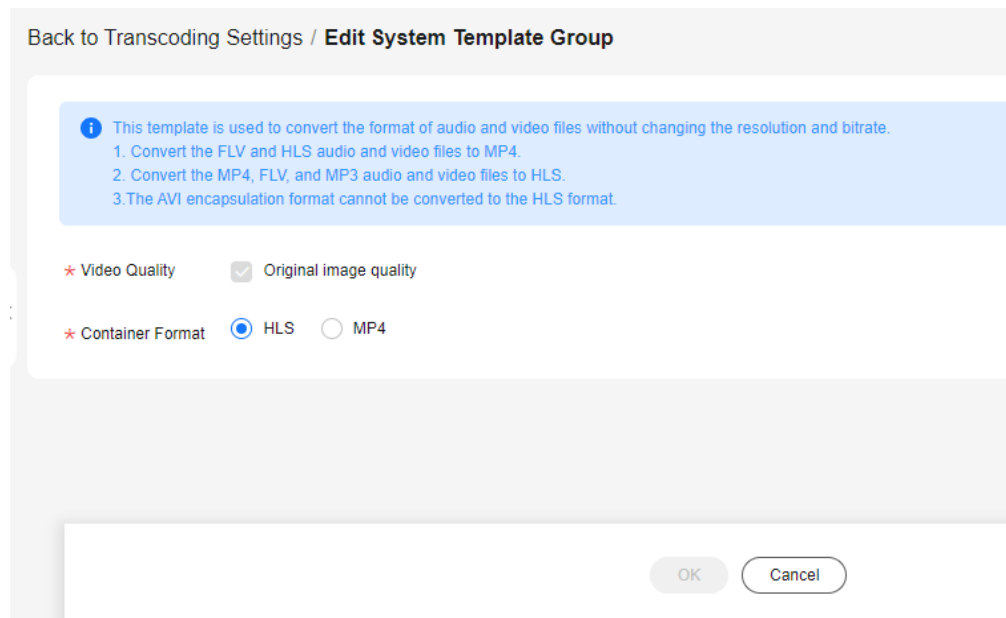 Back to Transcoding Settings / Edit System Template Group
This template is used to convert the format of audio and video files without changing the resolution and bitrate.
1. Convert the FLV and HLS audio and video files to MP4.
2. Convert the MP4, FLV, and MP3 audio and video files to HLS.
3.The AVI encapsulation format cannot be converted to the HLS format.
* Video Quality Original image quality
* Container Format HLS MP4
OK Cancel